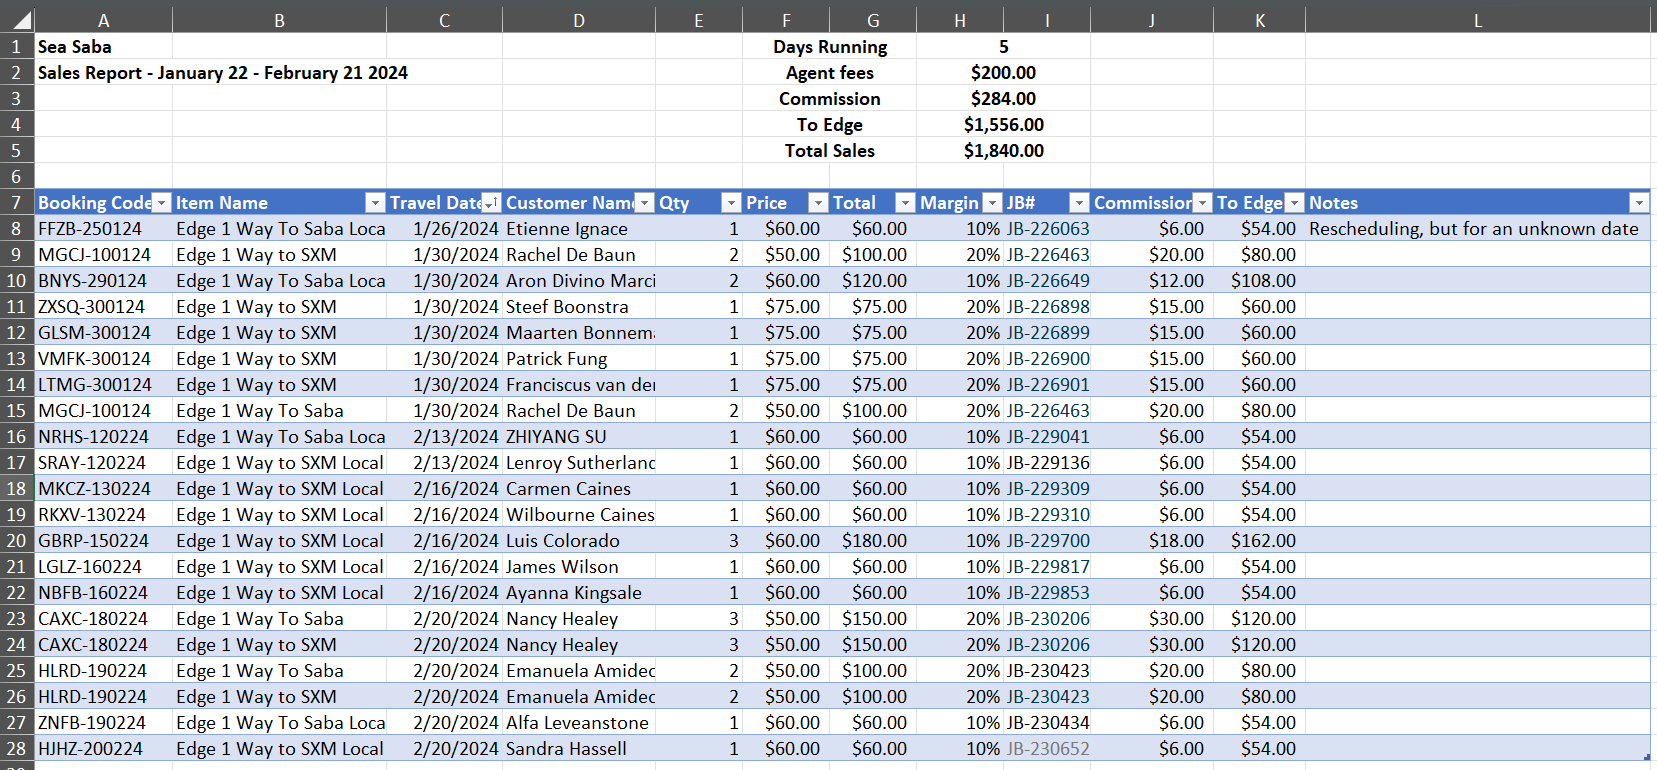 A B C D E F G H I J K L
1 Sea Saba Days Running 5
2 Sales Report - January 22 - February 21 2024 Agent fees $200.00
3 Commission $284.00
4 To Edge $1,556.00
5 Total Sales $1,840.00
6
7 Booking Code Item Name Travel Date Customer Nam Qty Price Total Margin JB# Commission To Edge Notes
8 FFZB-250124 Edge 1 Way To Saba Loca 1/26/2024 Etienne Ignace 1 $60.00 $60.00 10% JB-226063 $6.00 $54.00 Rescheduling, but for an unknown date
9 MGCJ-100124 Edge 1 Way to SXM 1/30/2024 Rachel De Baun 2 $50.00 $100.00 20% JB-226463 $20.00 $80.00
10 BNYS-290124 Edge 1 Way To Saba Loca 1/30/2024 Aron Divino Marci 2 $60.00 $120.00 10% JB-226649 $12.00 $108.00
11 ZXSQ-300124 Edge 1 Way to SXM 1/30/2024 Steef Boonstra 1 $75.00 $75.00 20% JB-226898 $15.00 $60.00
12 GLSM-300124 Edge 1 Way to SXM 1/30/2024 Maarten Bonnema 1 $75.00 $75.00 20% JB-226899 $15.00 $60.00
13 VMFK-300124 Edge 1 Way to SXM 1/30/2024 Patrick Fung 1 $75.00 $75.00 20% JB-226900 $15.00 $60.00
14 LTMG-300124 Edge 1 Way to SXM 1/30/2024 Franciscus van der 1 $75.00 $75.00 20% JB-226901 $15.00 $60.00
15 MGCJ-100124 Edge 1 Way To Saba 1/30/2024 Rachel De Baun 2 $50.00 $100.00 20% JB-226463 $20.00 $80.00
16 NRHS-120224 Edge 1 Way To Saba Loca 2/13/2024 ZHIYANG SU 1 $60.00 $60.00 10% JB-229041 $6.00 $54.00
17 SRAY-120224 Edge 1 Way to SXM Local 2/13/2024 Lenroy Sutherland 1 $60.00 $60.00 10% JB-229136 $6.00 $54.00
18 MKCZ-130224 Edge 1 Way to SXM Local 2/16/2024 Carmen Caines 1 $60.00 $60.00 10% JB-229309 $6.00 $54.00
19 RKXV-130224 Edge 1 Way to SXM Local 2/16/2024 Wilbourne Caines 1 $60.00 $60.00 10% JB-229310 $6.00 $54.00
20 GBRP-150224 Edge 1 Way to SXM Local 2/16/2024 Luis Colorado 3 $60.00 $180.00 10% JB-229700 $18.00 $162.00
21 LGLZ-160224 Edge 1 Way to SXM Local 2/16/2024 James Wilson 1 $60.00 $60.00 10% JB-229817 $6.00 $54.00
22 NBFB-160224 Edge 1 Way to SXM Local 2/16/2024 Ayanna Kingsale 1 $60.00 $60.00 10% JB-229853 $6.00 $54.00
23 CAXC-180224 Edge 1 Way To Saba 2/20/2024 Nancy Healey 3 $50.00 $150.00 20% JB-230206 $30.00 $120.00
24 CAXC-180224 Edge 1 Way to SXM 2/20/2024 Nancy Healey 3 $50.00 $150.00 20% JB-230206 $30.00 $120.00
25 HLRD-190224 Edge 1 Way To Saba 2/20/2024 Emanuela Amidec 2 $50.00 $100.00 20% JB-230423 $20.00 $80.00
26 HLRD-190224 Edge 1 Way to SXM 2/20/2024 Emanuela Amidec 2 $50.00 $100.00 20% JB-230423 $20.00 $80.00
27 ZNFB-190224 Edge 1 Way To Saba Loca 2/20/2024 Alfa Leveanstone 1 $60.00 $60.00 10% JB-230434 $6.00 $54.00
28 HJHZ-200224 Edge 1 Way to SXM Local 2/20/2024 Sandra Hassell 1 $60.00 $60.00 10% JB-230652 $6.00 $54.00